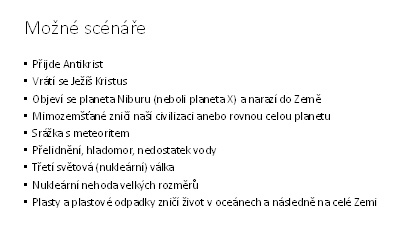 Možné scénáře
▪ Přijde Antikrist
▪ Vrátí se Ježíš Kristus
▪ Objeví se planeta Niburu (neboli planeta X) a narazí do Země
▪ Mimozemšťané zničí naší civilizaci anebo rovnou celou planetu
▪ Srážka s meteoritem
▪ Přelidnění, hladomor, nedostatek vody
▪ Třetí světová (nukleární) válka
▪ Nukleární nehoda velkých rozměrů
▪ Plasty a plastové odpadky zničí život v oceánech a následně na celé Zemi